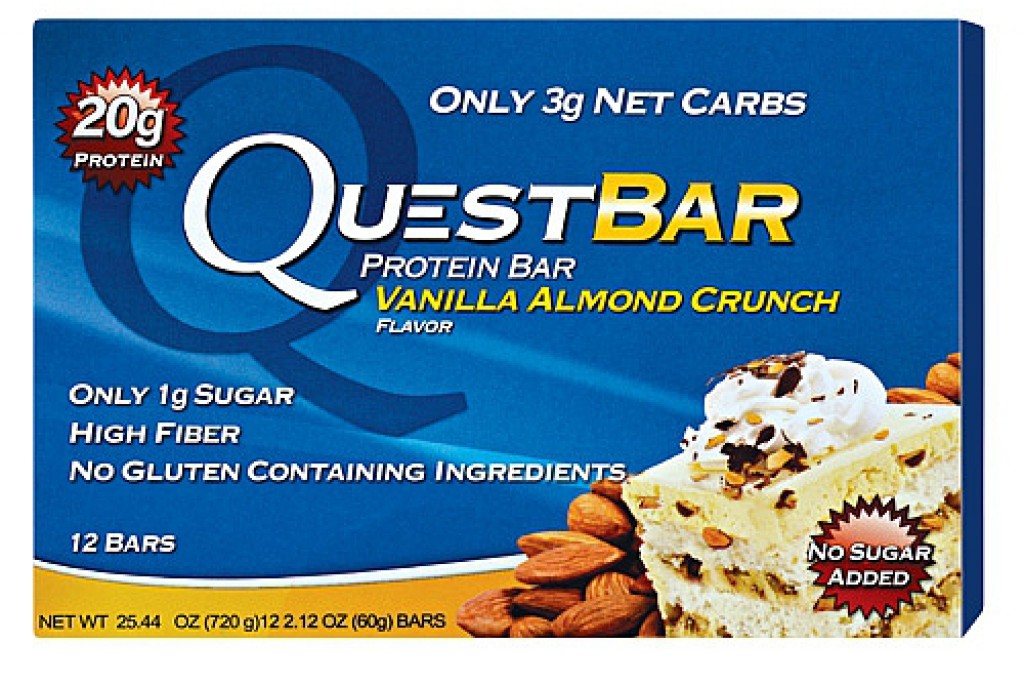 20g
PROTEIN
ONLY 3g NET CARBS
QUESTBAR
PROTEIN BAR
VANILLA ALMOND CRUNCH
FLAVOR
ONLY 1g SUGAR
HIGH FIBER
NO GLUTEN CONTAINING INGREDIENTS
12 BARS
NO SUGAR
ADDED
NET WT 25.44 OZ (720 g)12 2.12 OZ (60g) BARS